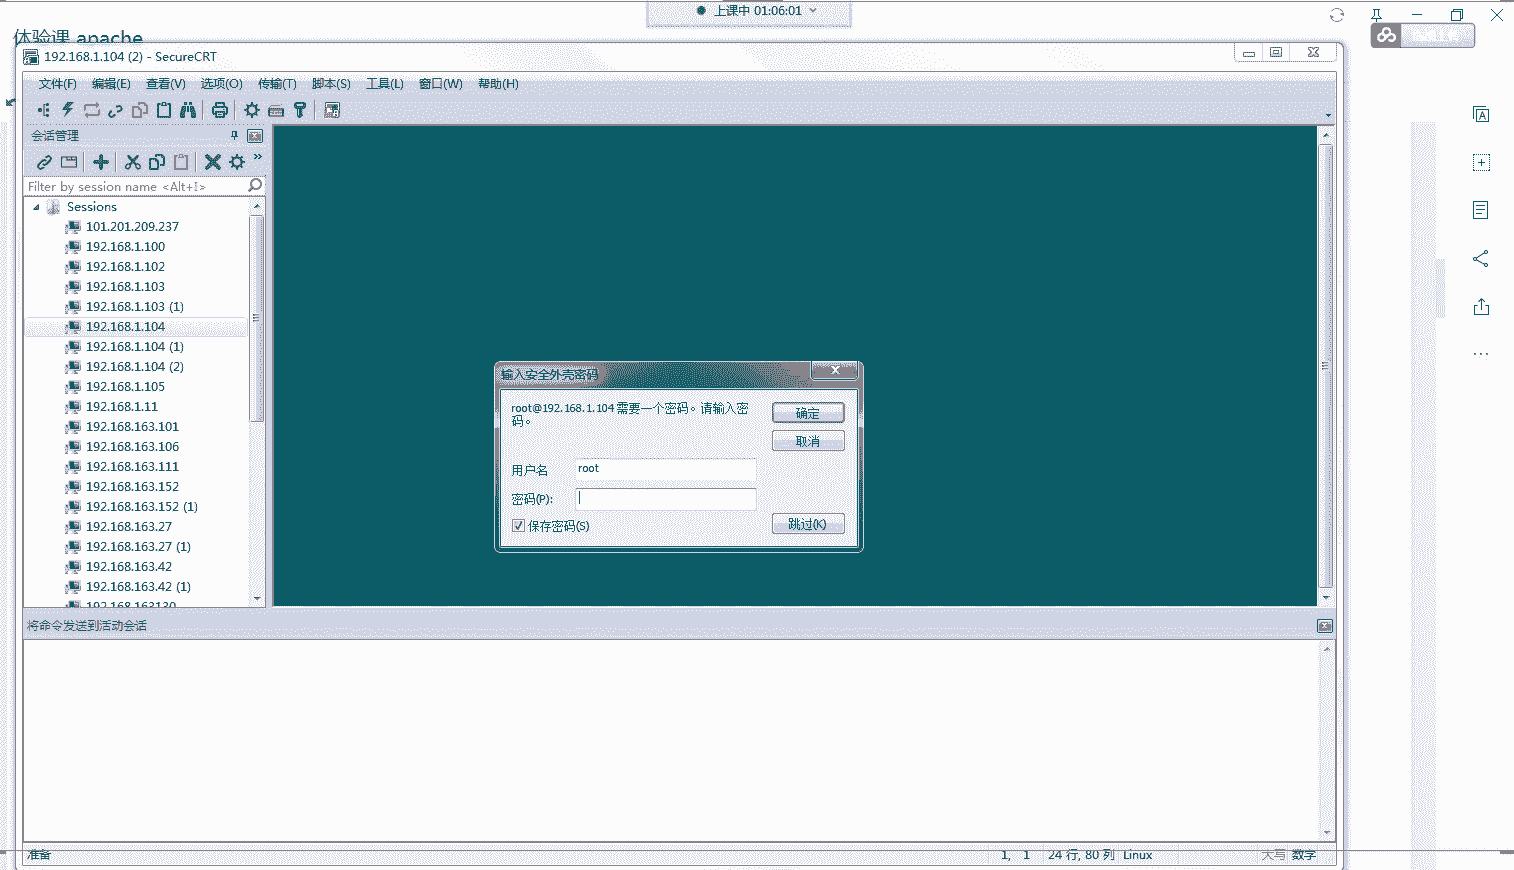 上课中 01:06:01
体验课 apache
192.168.1.104 (2) - SecureCRT
文件(F) 编辑(E) 查看(V) 选项(O) 传输(T) 脚本(S) 工具(L) 窗口(W) 帮助(H)
会话管理
Filter by session name <Alt+I>
Sessions
101.201.209.237
192.168.1.100
192.168.1.102
192.168.1.103
192.168.1.103 (1)
192.168.1.104
192.168.1.104 (1)
192.168.1.104 (2)
192.168.1.105
192.168.1.11
192.168.163.101
192.168.163.106
192.168.163.111
192.168.163.152
192.168.163.152 (1)
192.168.163.27
192.168.163.27 (1)
192.168.163.42
192.168.163.42 (1)
192.168.163130
输入安全外壳密码
root@192.168.1.104 需要一个密码。请输入密
码。
确定
取消
用户名 root
密码(P):
保存密码(S)
跳过(K)
将命令发送到活动会话
准备
1, 1 24 行, 80 列 Linux
大写 数字